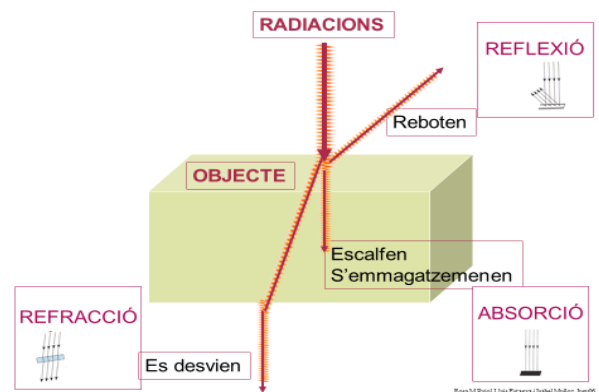 RADIACIONS
REFLEXIÓ
Reboten
OBJECTE
Escalfen
S'emmagatzemenen
REFRACCIÓ
Es desvien
ABSORCIÓ